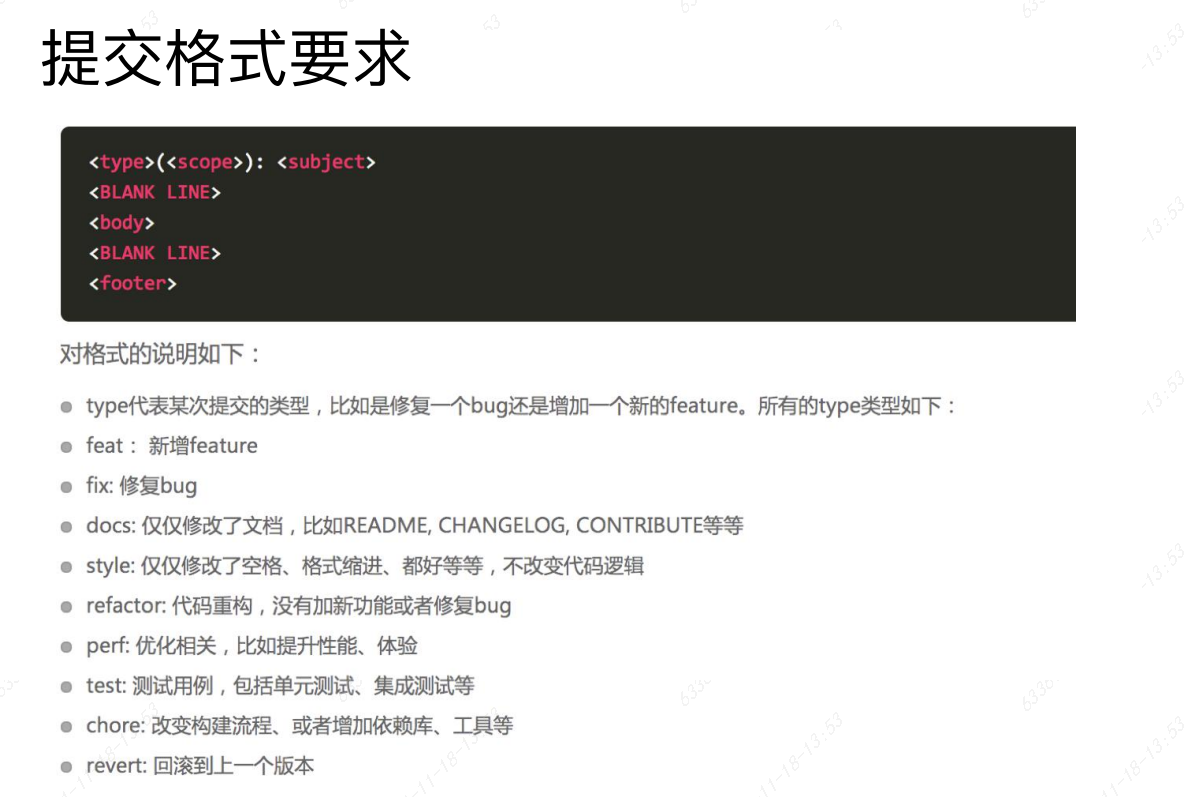 提交格式要求
<type>(<scope>): <subject>
<BLANK LINE>
<body>
<BLANK LINE>
<footer>
对格式的说明如下：
type代表某次提交的类型，比如是修复一个bug还是增加一个新的feature。所有的type类型如下：
feat： 新增feature
fix: 修复bug
docs: 仅仅修改了文档，比如README, CHANGELOG, CONTRIBUTE等等
style: 仅仅修改了空格、格式缩进、都好等等，不改变代码逻辑
refactor: 代码重构，没有加新功能或者修复bug
perf: 优化相关，比如提升性能、体验
test: 测试用例，包括单元测试、集成测试等
chore: 改变构建流程、或者增加依赖库、工具等
revert: 回滚到上一个版本